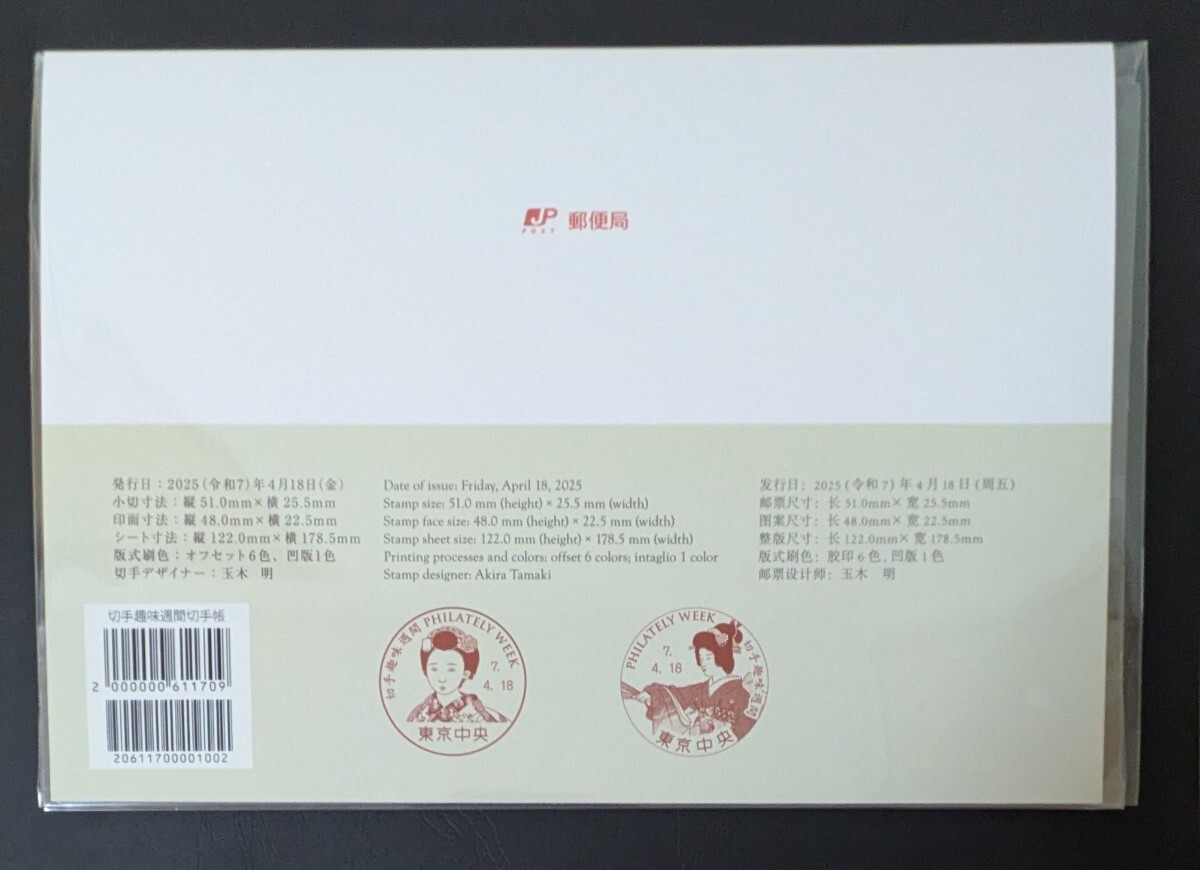 JP POST 郵便局
発行日：2025（令和7）年4月18日（金）
小切寸法：縦 51.0mm×横 25.5mm
印面寸法：縦 48.0mm×横 22.5mm
シート寸法：縦 122.0mm×横 178.5mm
版式刷色：オフセット6色、凹版1色
切手デザイナー：玉木　明
Date of issue: Friday, April 18, 2025
Stamp size: 51.0 mm (height) × 25.5 mm (width)
Stamp face size: 48.0 mm (height) × 22.5 mm (width)
Stamp sheet size: 122.0 mm (height) × 178.5 mm (width)
Printing processes and colors: offset 6 colors; intaglio 1 color
Stamp designer: Akira Tamaki
发行日：2025（令和7）年4月18日（周五）
邮票尺寸：长 51.0mm×宽 22.5mm
图案尺寸：长 48.0mm×宽 22.5mm
整版尺寸：长 122.0mm×宽 178.5mm
版式刷色：胶印6色，凹版1色
邮票设计师：玉木　明
切手趣味週間切手帳
2 000000 611709
20611700001002
切手趣味週間 PHILATELY WEEK
7.
4. 18
東京中央
PHILATELY WEEK 切手趣味週間
7.
4. 18
東京中央